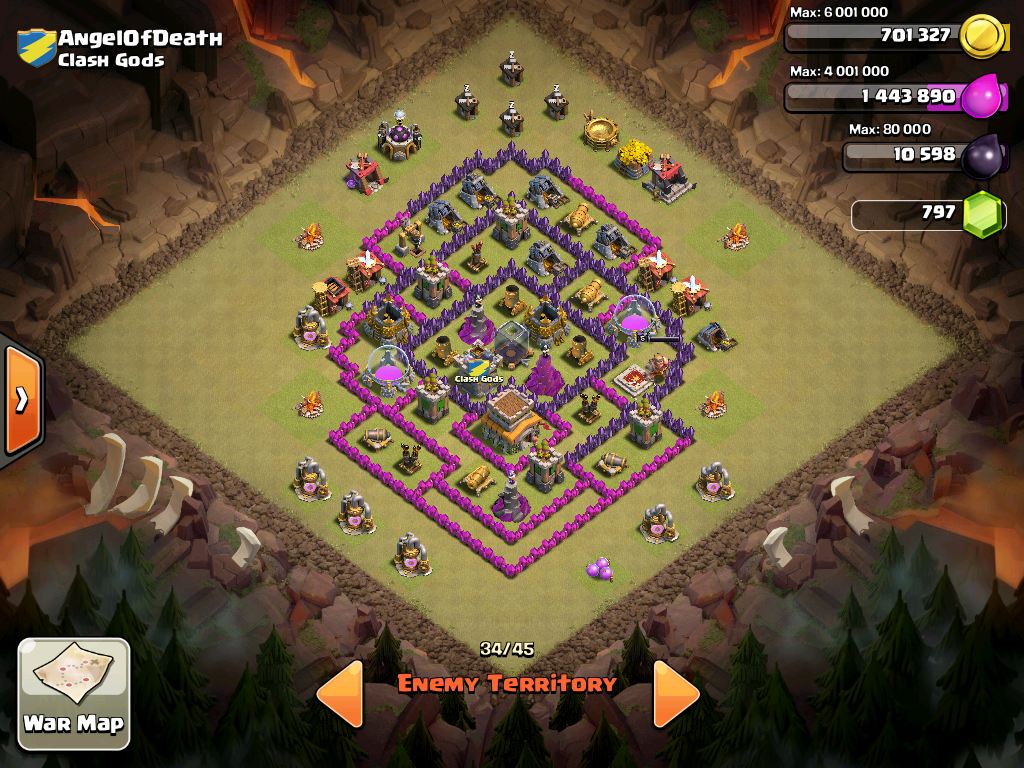 AngelOfDeath
Clash Gods
Max: 6 001 000
701 327
Max: 4 001 000
1 443 890
Max: 80 000
10 598
797
z
z
z
z
Clash Gods
34/45
Enemy Territory
War Map